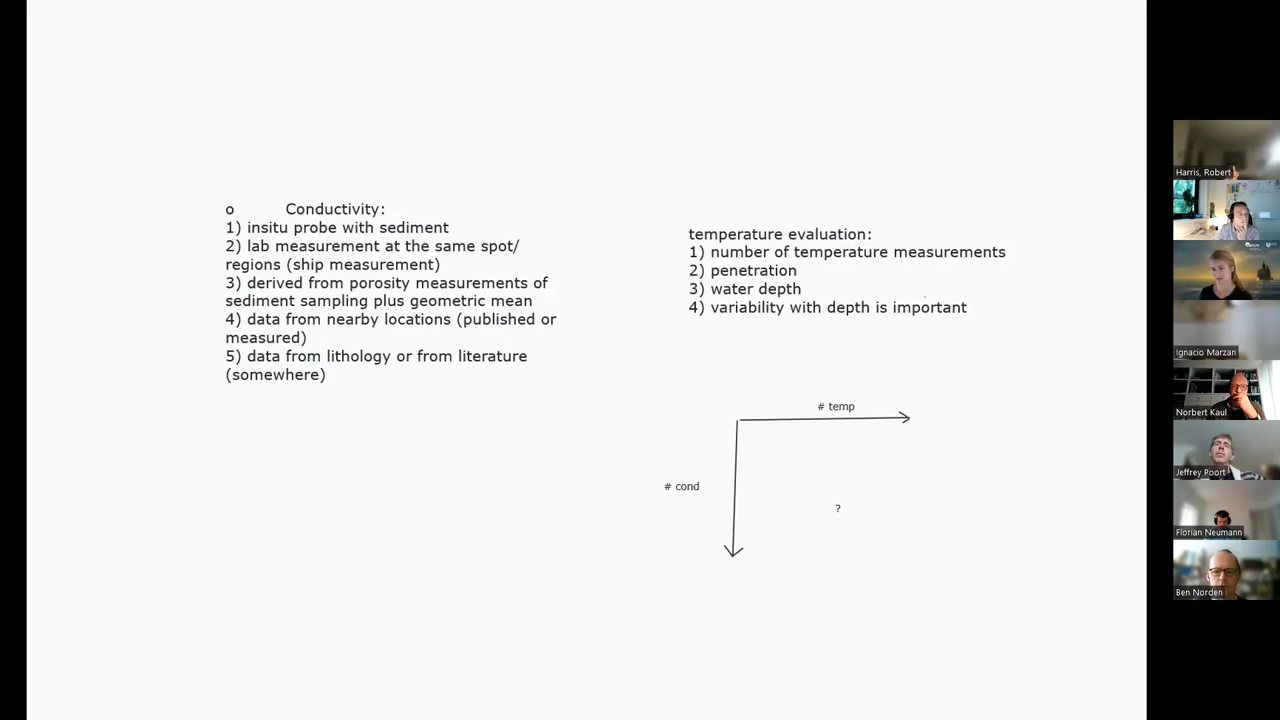 o Conductivity:
1) insitu probe with sediment
2) lab measurement at the same spot/
regions (ship measurement)
3) derived from porosity measurements of
sediment sampling plus geometric mean
4) data from nearby locations (published or
measured)
5) data from lithology or from literature
(somewhere)
temperature evaluation:
1) number of temperature measurements
2) penetration
3) water depth
4) variability with depth is important
# temp
# cond
?
Harris, Robert
Ignacio Marzan
Norbert Kaul
Jeffrey Poort
Florian Neumann
Ben Norden